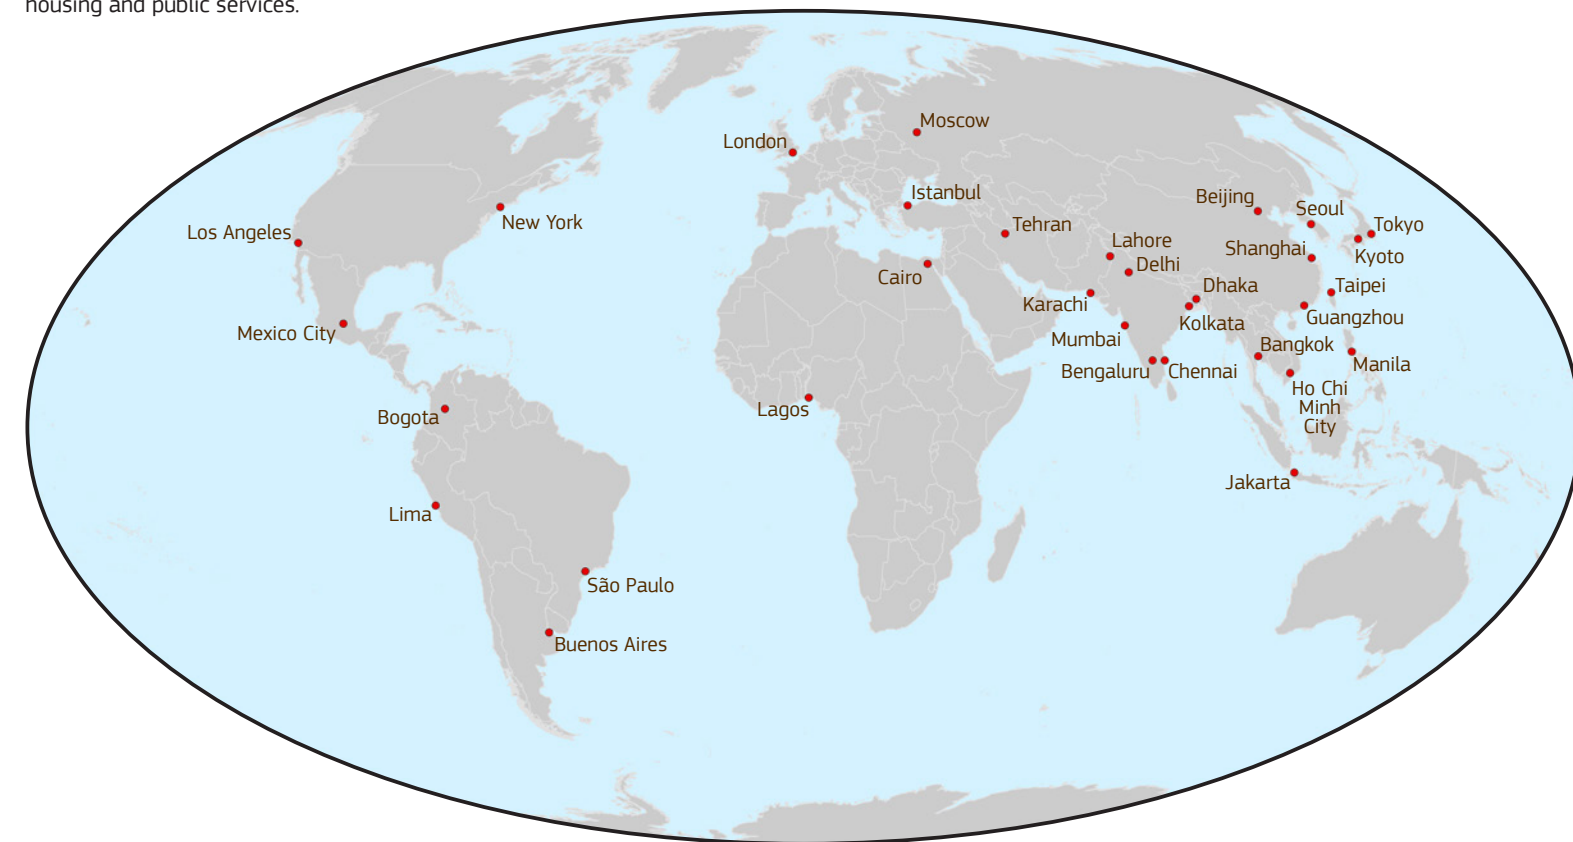 housing and public services.
Moscow
London
Istanbul
Beijing
Seoul
New York
Tehran
Tokyo
Los Angeles
Lahore
Shanghai
Kyoto
Delhi
Cairo
Dhaka
Taipei
Karachi
Kolkata
Guangzhou
Mexico City
Mumbai
Bangkok
Manila
Bengaluru
Chennai
Ho Chi
Minh
City
Lagos
Bogota
Jakarta
Lima
São Paulo
Buenos Aires